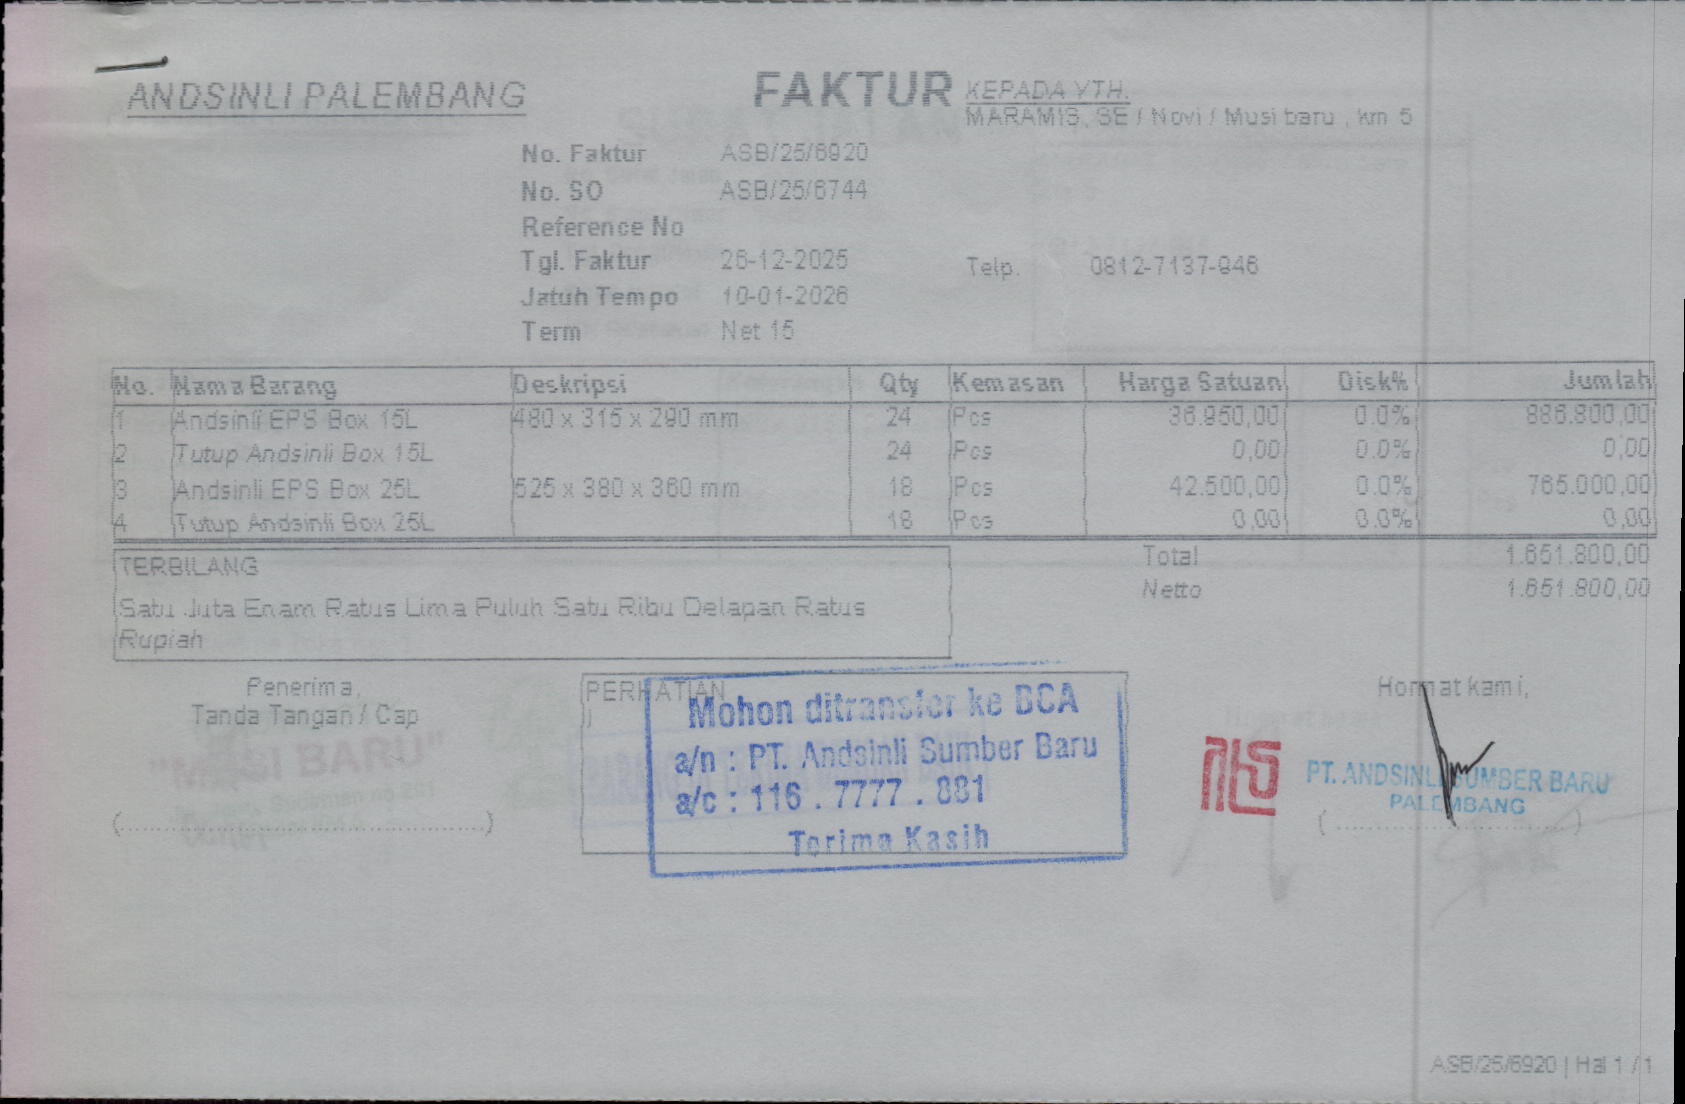 ANDSINLI PALEMBANG
FAKTUR
KEPADA YTH.
MARAMIS, SE / Novi / Musi baru , km 5
No. Faktur ASB/25/6920
No. SO ASB/25/6744
Reference No
Tgl. Faktur 26-12-2025
Telp. 0812-7137-946
Jatuh Tempo 10-01-2026
Term Net 15
No. Nama Barang Deskripsi Qty Kemasan Harga Satuan Disk% Jumlah
1 Andsinli EPS Box 15L 480 x 315 x 290 mm 24 Pcs 36.950,00 0.0% 886.800,00
2 Tutup Andsinli Box 15L 24 Pcs 0,00 0.0% 0,00
3 Andsinli EPS Box 25L 525 x 380 x 360 mm 18 Pcs 42.500,00 0.0% 765.000,00
4 Tutup Andsinli Box 25L 18 Pcs 0,00 0.0% 0,00
Total 1.651.800,00
Netto 1.651.800,00
TERBILANG
Satu Juta Enam Ratus Lima Puluh Satu Ribu Delapan Ratus
Rupiah
Penerima,
Tanda Tangan / Cap
"MUSI BARU"
(..............................................)
PERHATIAN
Mohon ditransfer ke BCA
a/n : PT. Andsinli Sumber Baru
a/c : 116 . 7777 . 881
Terima Kasih
Hormat kami,
PT. ANDSINLI SUMBER BARU
PALEMBANG
( ............................... )
ASB/25/6920 | Hal 1 / 1